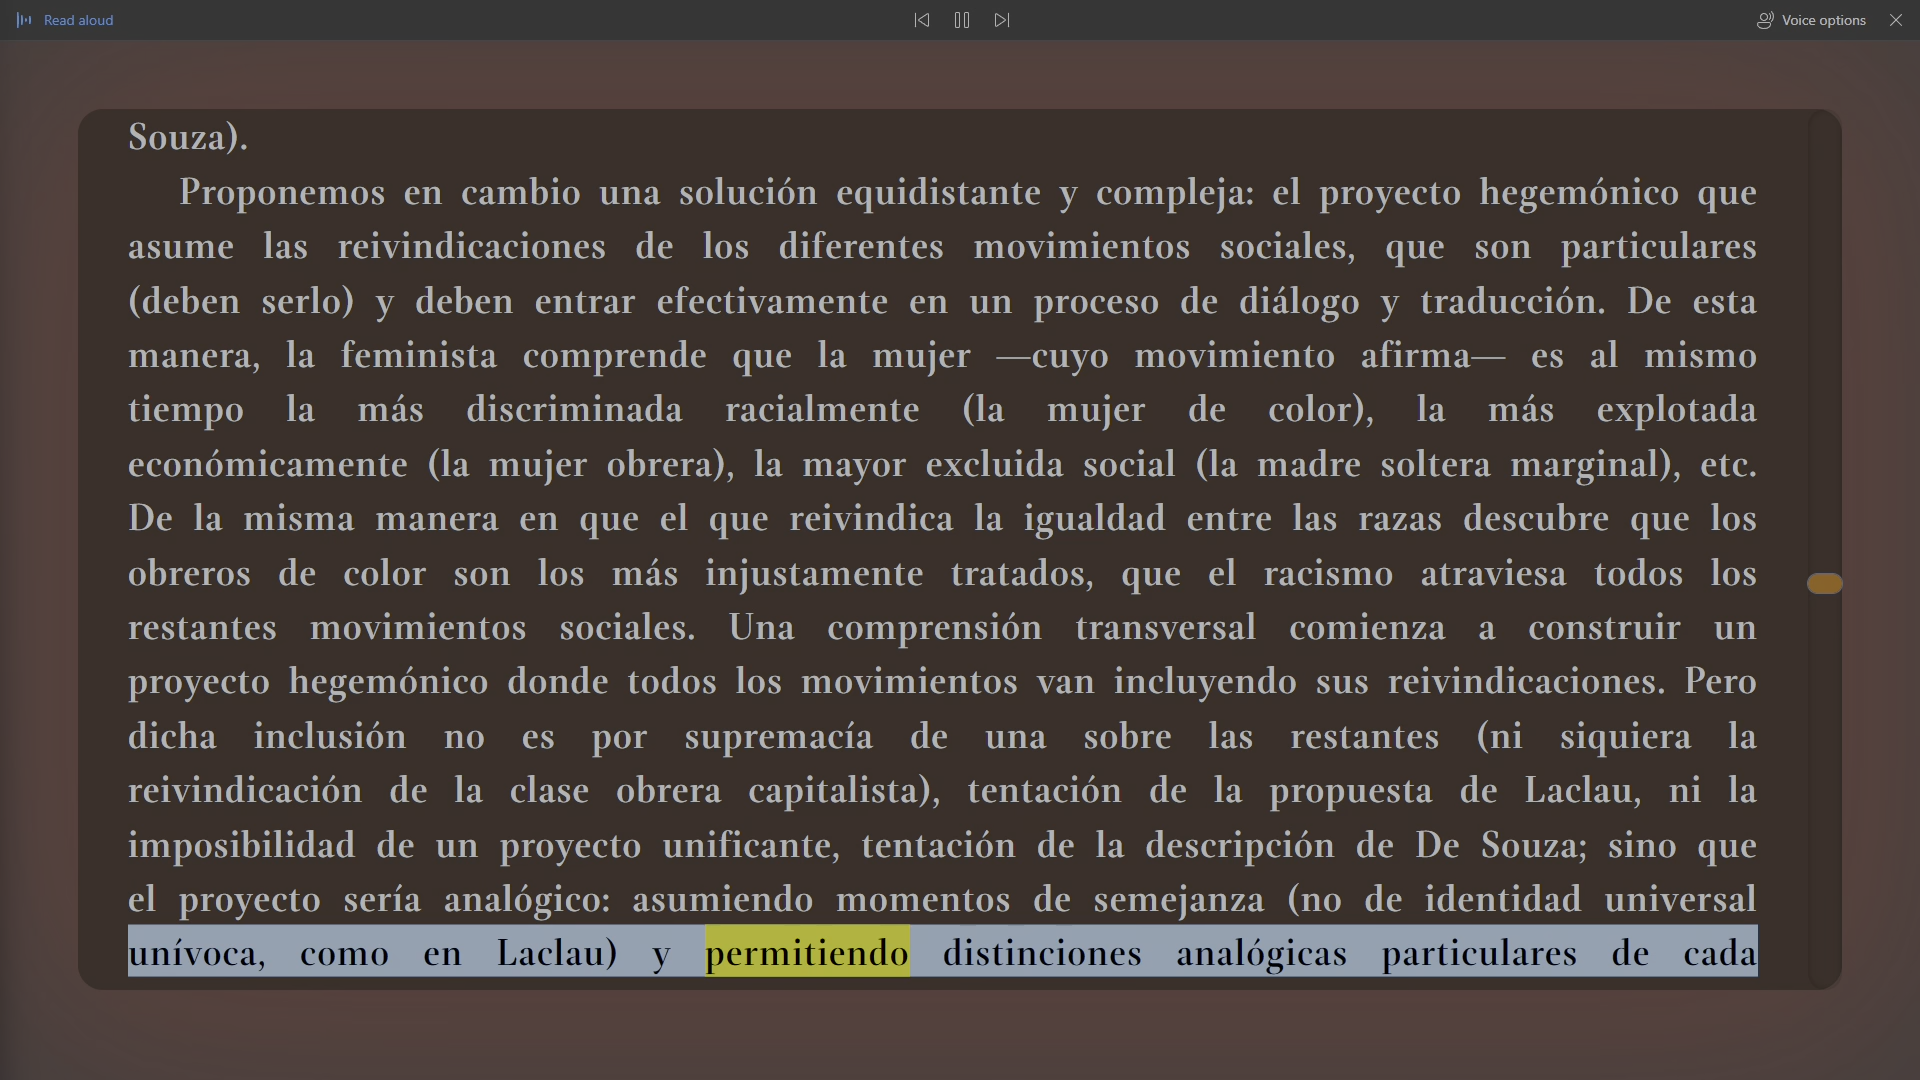 Read aloud
Voice options
Souza).
Proponemos en cambio una solución equidistante y compleja: el proyecto hegemónico que
asume las reivindicaciones de los diferentes movimientos sociales, que son particulares
(deben serlo) y deben entrar efectivamente en un proceso de diálogo y traducción. De esta
manera, la feminista comprende que la mujer —cuyo movimiento afirma— es al mismo
tiempo la más discriminada racialmente (la mujer de color), la más explotada
económicamente (la mujer obrera), la mayor excluida social (la madre soltera marginal), etc.
De la misma manera en que el que reivindica la igualdad entre las razas descubre que los
obreros de color son los más injustamente tratados, que el racismo atraviesa todos los
restantes movimientos sociales. Una comprensión transversal comienza a construir un
proyecto hegemónico donde todos los movimientos van incluyendo sus reivindicaciones. Pero
dicha inclusión no es por supremacía de una sobre las restantes (ni siquiera la
reivindicación de la clase obrera capitalista), tentación de la propuesta de Laclau, ni la
imposibilidad de un proyecto unificante, tentación de la descripción de De Souza; sino que
el proyecto sería analógico: asumiendo momentos de semejanza (no de identidad universal
unívoca, como en Laclau) y permitiendo distinciones analógicas particulares de cada